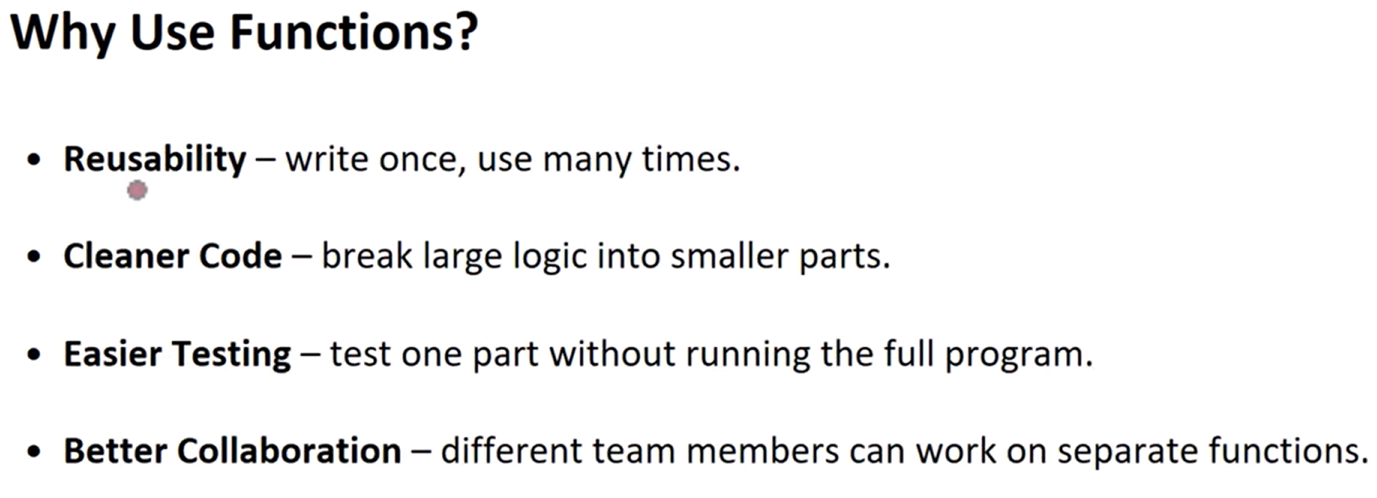 Why Use Functions?
• Reusability – write once, use many times.
• Cleaner Code – break large logic into smaller parts.
• Easier Testing – test one part without running the full program.
• Better Collaboration – different team members can work on separate functions.